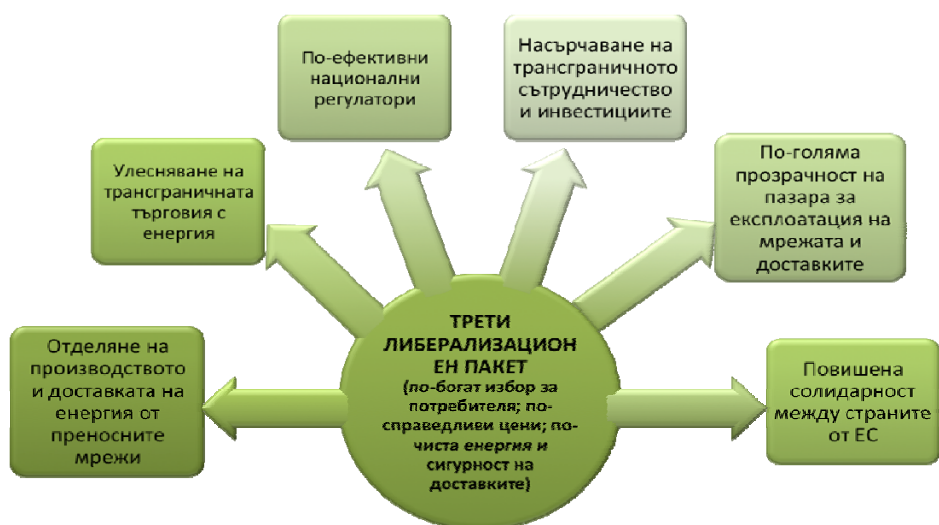 По-ефективни
национални
регулатори
Насърчаване на
трансграничното
сътрудничество
и инвестициите
Улесняване на
трансграничната
търговия с
енергия
По-голяма
прозрачност на
пазара за
експлоатация на
мрежата и
доставките
Отделяне на
производството
и доставката на
енергия от
преносните
мрежи
ТРЕТИ
ЛИБЕРАЛИЗАЦИОН
ЕН ПАКЕТ
(по-богат избор за
потребителя; по-
справедливи цени; по-
чиста енергия и
сигурност на
доставките)
Повишена
солидарност
между страните
от ЕС